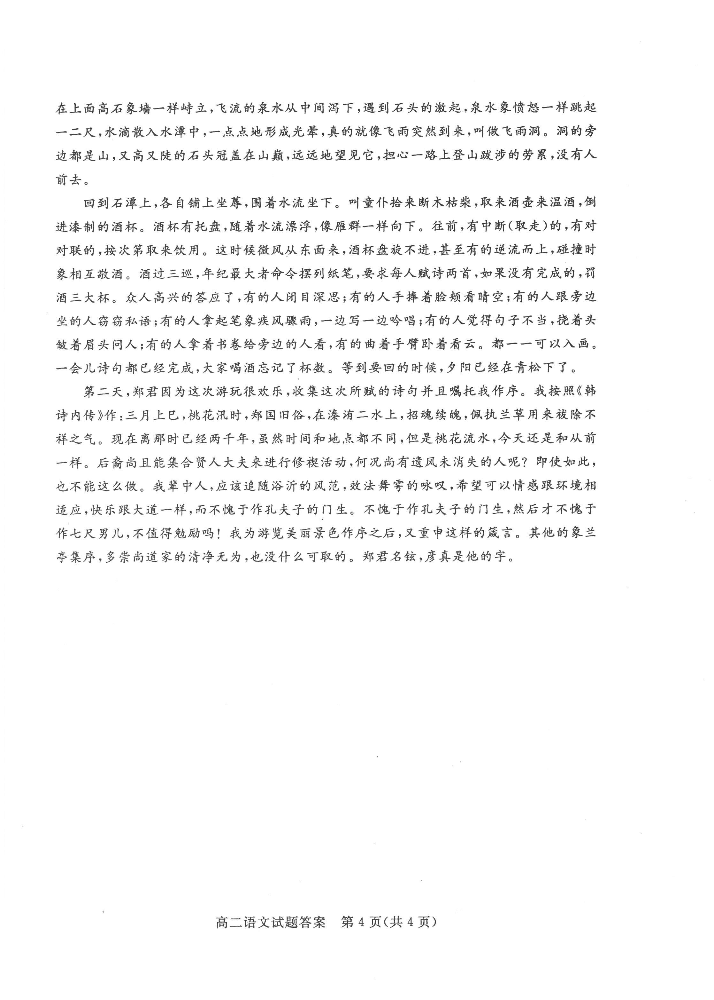 在上面高石象墙一样峙立,飞流的泉水从中间泻下,遇到石头的激起,泉水象愤怒一样跳起
一二尺,水滴散入水潭中,一点点地形成光晕,真的就像飞雨突然到来,叫做飞雨洞。洞的旁
边都是山,又高又陡的石头冠盖在山巅,远远地望见它,担心一路上登山跋涉的劳累,没有人
前去。
回到石潭上,各自铺上坐蓐,围着水流坐下。叫童仆拾来断木枯柴,取来酒壶来温酒,倒
进漆制的酒杯。酒杯有托盘,随着水流漂浮,像雁群一样向下。往前,有中断(取走)的,有对
对联的,按次第取来饮用。这时候微风从东面来,酒杯盘旋不进,甚至有的逆流而上,碰撞时
象相互敬酒。酒过三巡,年纪最大者命令摆列纸笔,要求每人赋诗两首,如果没有完成的,罚
酒三大杯。众人高兴的答应了,有的人闭目深思;有的人手捧着脸颊看晴空;有的人跟旁边
坐的人窃窃私语;有的人拿起笔象疾风骤雨,一边写一边吟唱;有的人觉得句子不当,挠着头
皱着眉头问人;有的人拿着书卷给旁边的人看,有的曲着手臂卧着看云。都一一可以入画。
一会儿诗句都已经完成,大家喝酒忘记了杯数。等到要回的时候,夕阳已经在青松下了。
第二天,郑君因为这次游玩很欢乐,收集这次所赋的诗句并且嘱托我作序。我按照《韩
诗内传》作:三月上巳,桃花汛时,郑国旧俗,在溱洧二水上,招魂续魄,佩执兰草用来祓除不
祥之气。现在离那时已经两千年,虽然时间和地点都不同,但是桃花流水,今天还是和从前
一样。后裔尚且能集合贤人大夫来进行修禊活动,何况尚有遗风未消失的人呢?即使如此,
也不能这么做。我辈中人,应该追随浴沂的风范,效法舞雩的咏叹,希望可以情感跟环境相
适应,快乐跟大道一样,而不愧于作孔夫子的门生。不愧于作孔夫子的门生,然后才不愧于
作七尺男儿,不值得勉励吗!我为游览美丽景色作序之后,又重申这样的箴言。其他的象兰
亭集序,多崇尚道家的清净无为,也没什么可取的。郑君名铉,彦真是他的字。
高二语文试题答案 第 4 页(共 4 页)